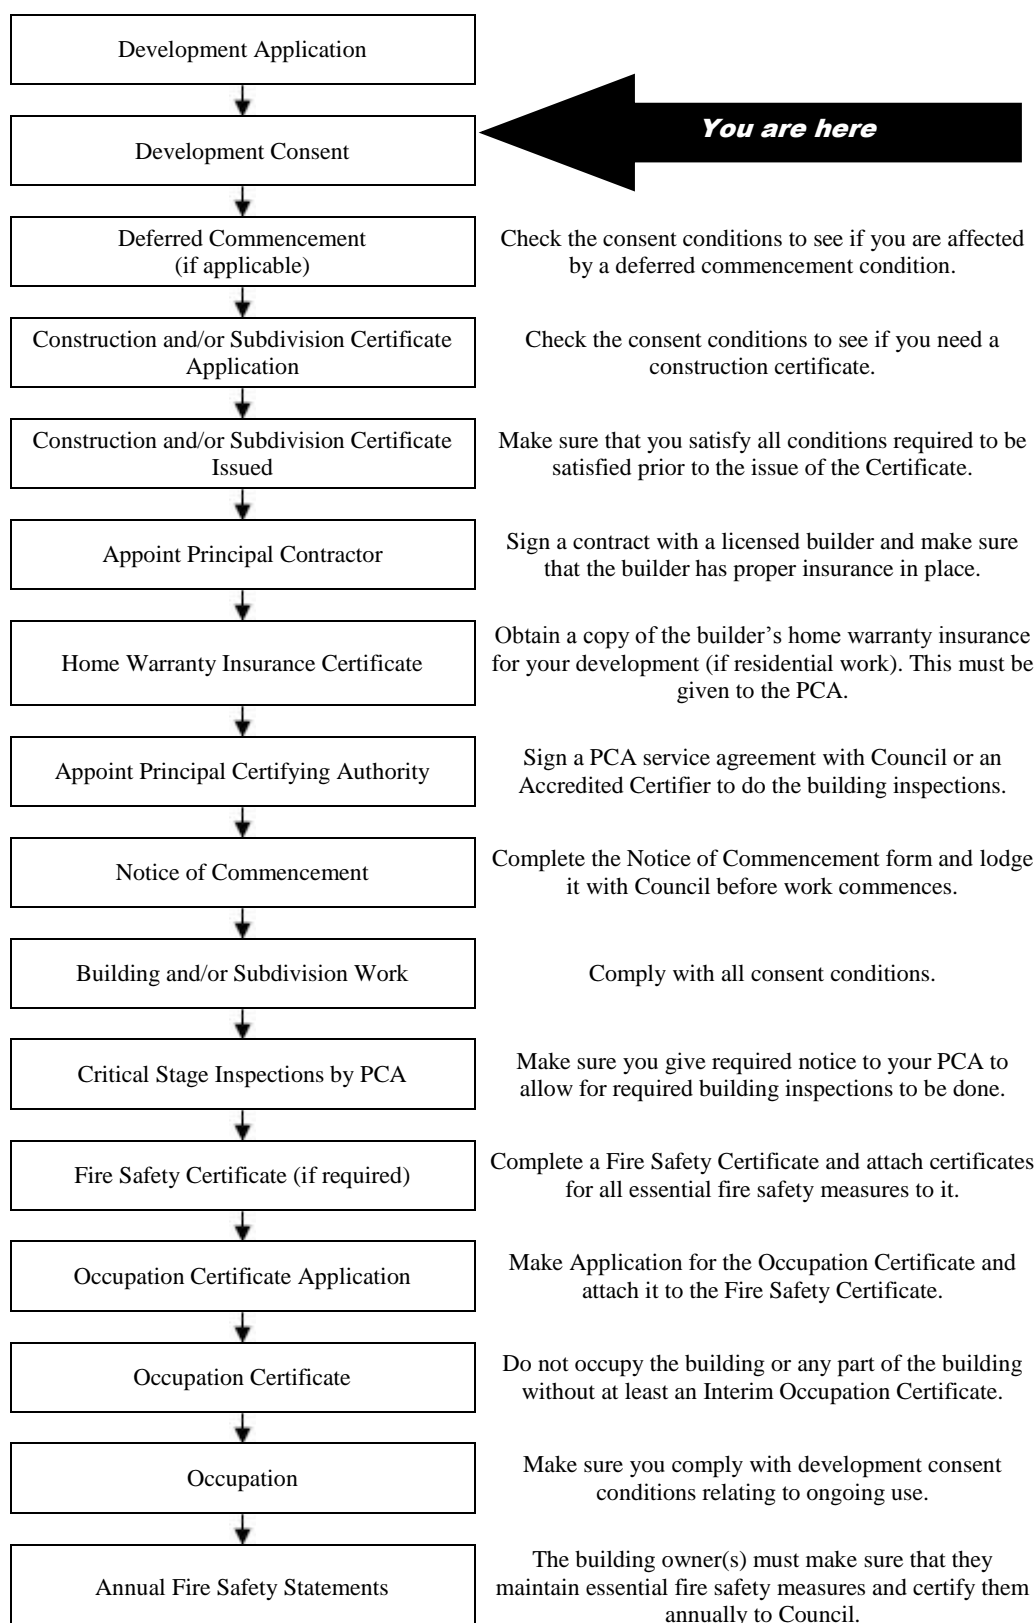 Development Application
Development Consent
You are here
Deferred Commencement
(if applicable)
Check the consent conditions to see if you are affected
by a deferred commencement condition.
Construction and/or Subdivision Certificate
Application
Check the consent conditions to see if you need a
construction certificate.
Construction and/or Subdivision Certificate
Issued
Make sure that you satisfy all conditions required to be
satisfied prior to the issue of the Certificate.
Appoint Principal Contractor
Sign a contract with a licensed builder and make sure
that the builder has proper insurance in place.
Home Warranty Insurance Certificate
Obtain a copy of the builder’s home warranty insurance
for your development (if residential work). This must be
given to the PCA.
Appoint Principal Certifying Authority
Sign a PCA service agreement with Council or an
Accredited Certifier to do the building inspections.
Notice of Commencement
Complete the Notice of Commencement form and lodge
it with Council before work commences.
Building and/or Subdivision Work
Comply with all consent conditions.
Critical Stage Inspections by PCA
Make sure you give required notice to your PCA to
allow for required building inspections to be done.
Fire Safety Certificate (if required)
Complete a Fire Safety Certificate and attach certificates
for all essential fire safety measures to it.
Occupation Certificate Application
Make Application for the Occupation Certificate and
attach it to the Fire Safety Certificate.
Occupation Certificate
Do not occupy the building or any part of the building
without at least an Interim Occupation Certificate.
Occupation
Make sure you comply with development consent
conditions relating to ongoing use.
Annual Fire Safety Statements
The building owner(s) must make sure that they
maintain essential fire safety measures and certify them
annually to Council.